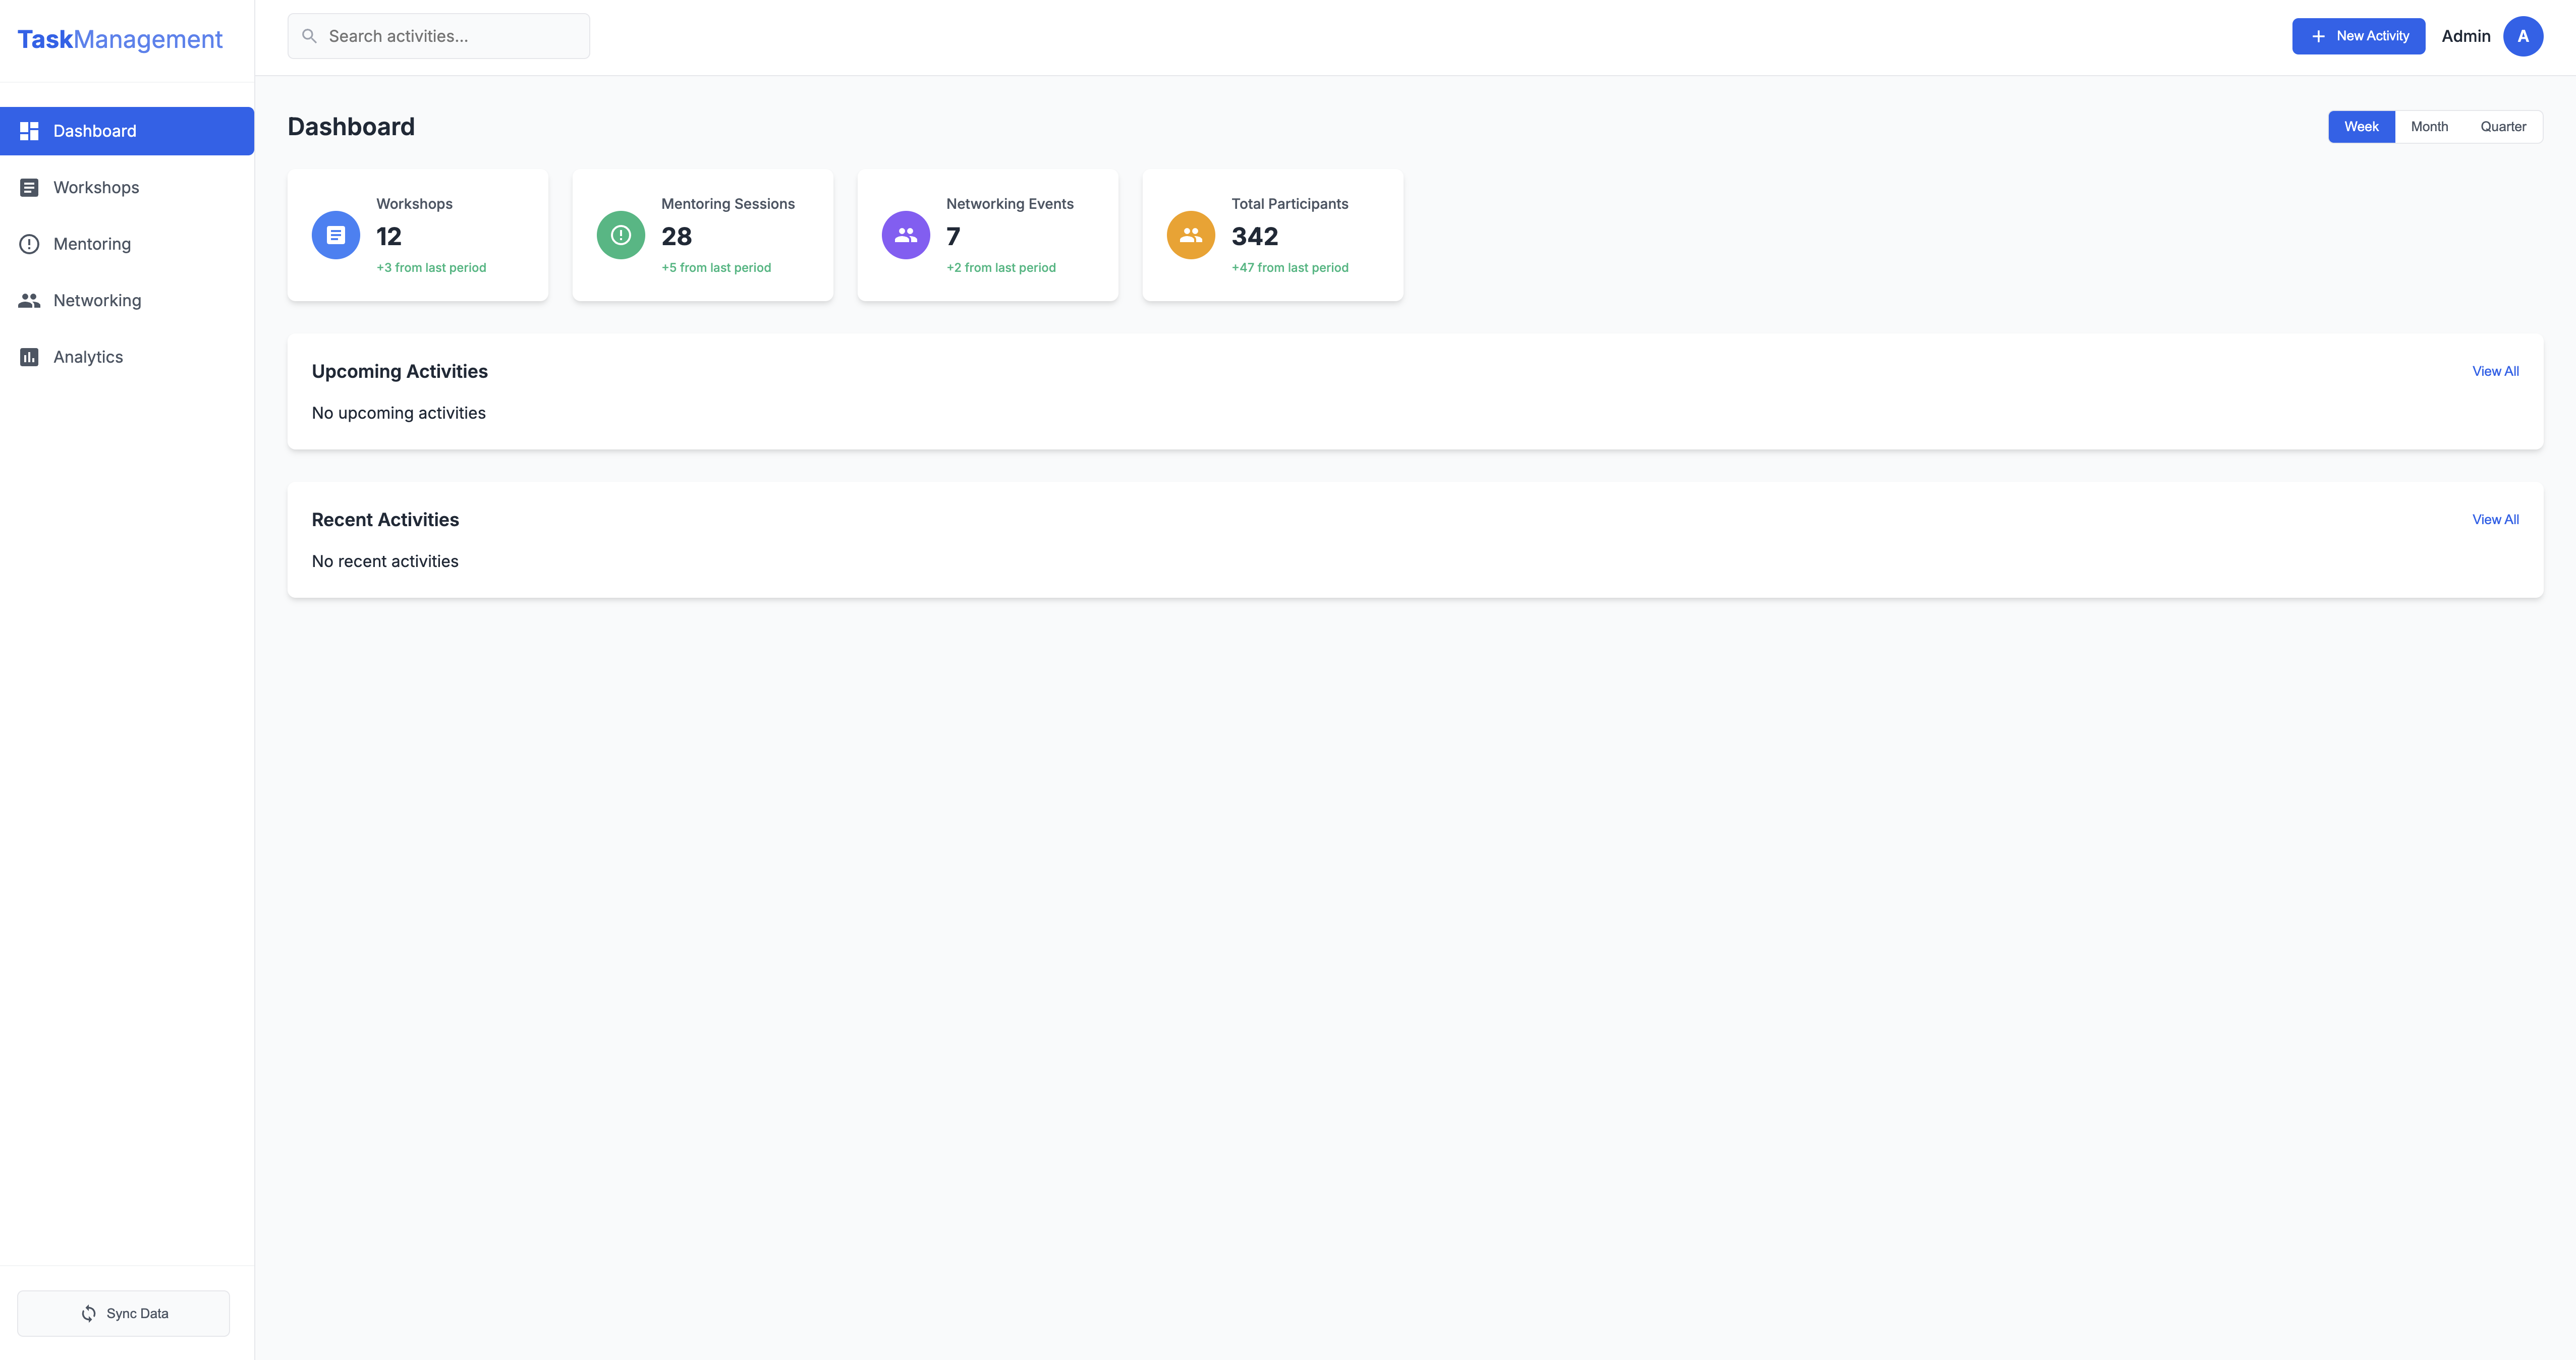 TaskManagement
Search activities...
New Activity
Admin
A
Dashboard
Workshops
Mentoring
Networking
Analytics
Sync Data
Dashboard
Week
Month
Quarter
Workshops
12
+3 from last period
Mentoring Sessions
28
+5 from last period
Networking Events
7
+2 from last period
Total Participants
342
+47 from last period
Upcoming Activities
View All
No upcoming activities
Recent Activities
View All
No recent activities